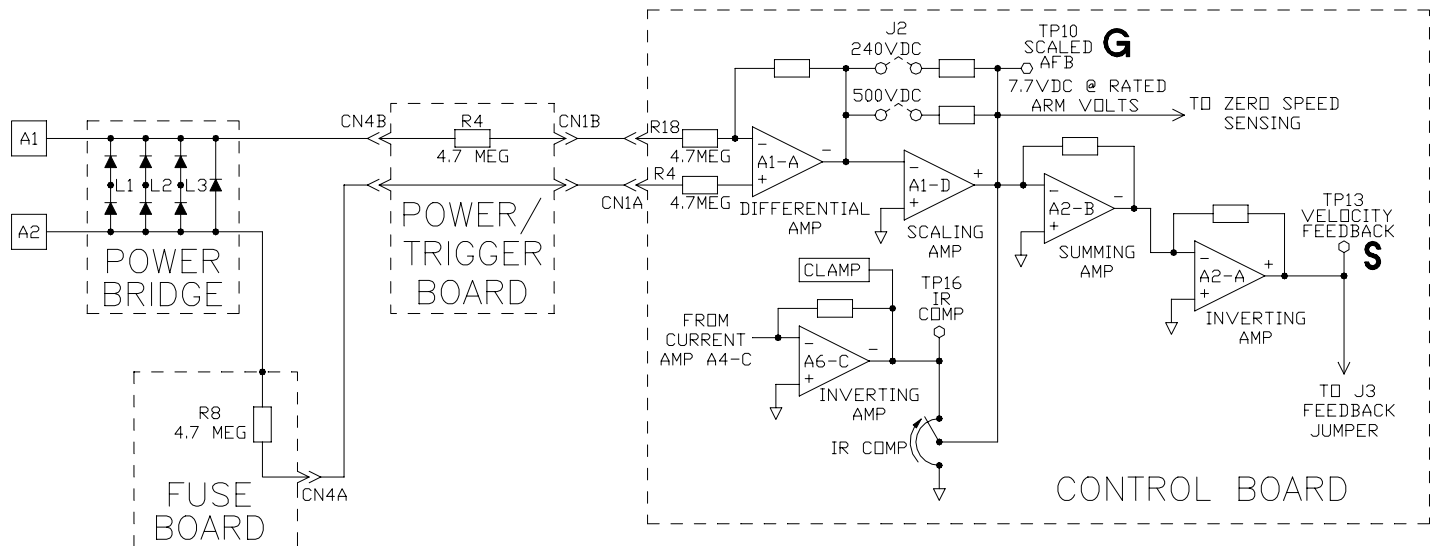 J2
240VDC
500VDC
TP10
SCALED
AFB
G
7.7VDC @ RATED
ARM VOLTS
TO ZERO SPEED
SENSING
A1
A2
L1
L2
L3
POWER
BRIDGE
CN4B
R4
4.7 MEG
CN1B
POWER/
TRIGGER
BOARD
R18
4.7MEG
R4
4.7MEG
CN1A
-
+
A1-A
-
DIFFERENTIAL
AMP
-
+
A1-D
+
SCALING
AMP
-
+
A2-B
-
SUMMING
AMP
-
+
A2-A
+
INVERTING
AMP
TP13
VELOCITY
FEEDBACK
S
CLAMP
FROM
CURRENT
AMP A4-C
-
+
A6-C
-
INVERTING
AMP
TP16
IR
COMP
IR COMP
TO J3
FEEDBACK
JUMPER
R8
4.7 MEG
CN4A
FUSE
BOARD
CONTROL BOARD